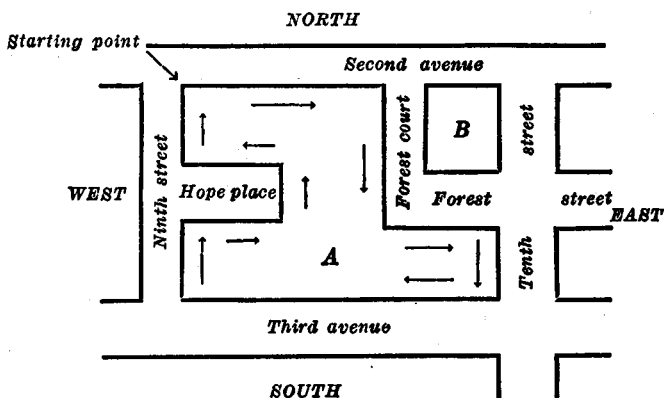 NORTH
Starting point
Second avenue
Ninth street
Forest court
B
street
WEST
Hope place
Forest
street
EAST
A
Tenth
Third avenue
SOUTH